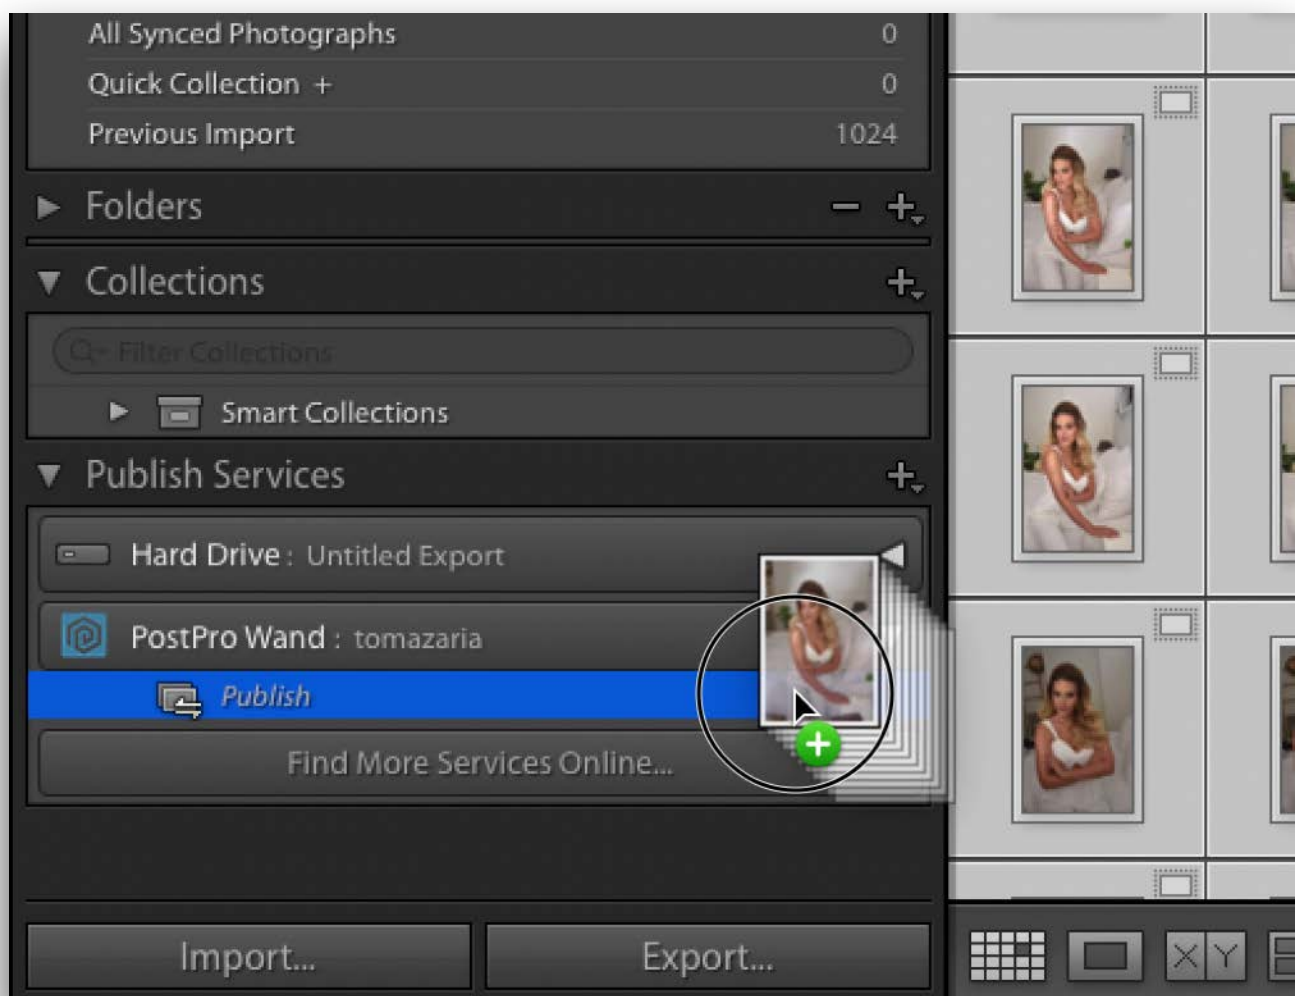 All Synced Photographs 0
Quick Collection + 0
Previous Import 1024
Folders
Collections
Filter Collections
Smart Collections
Publish Services
Hard Drive : Untitled Export
PostPro Wand : tomazaria
Publish
Find More Services Online...
Import... Export...
X Y